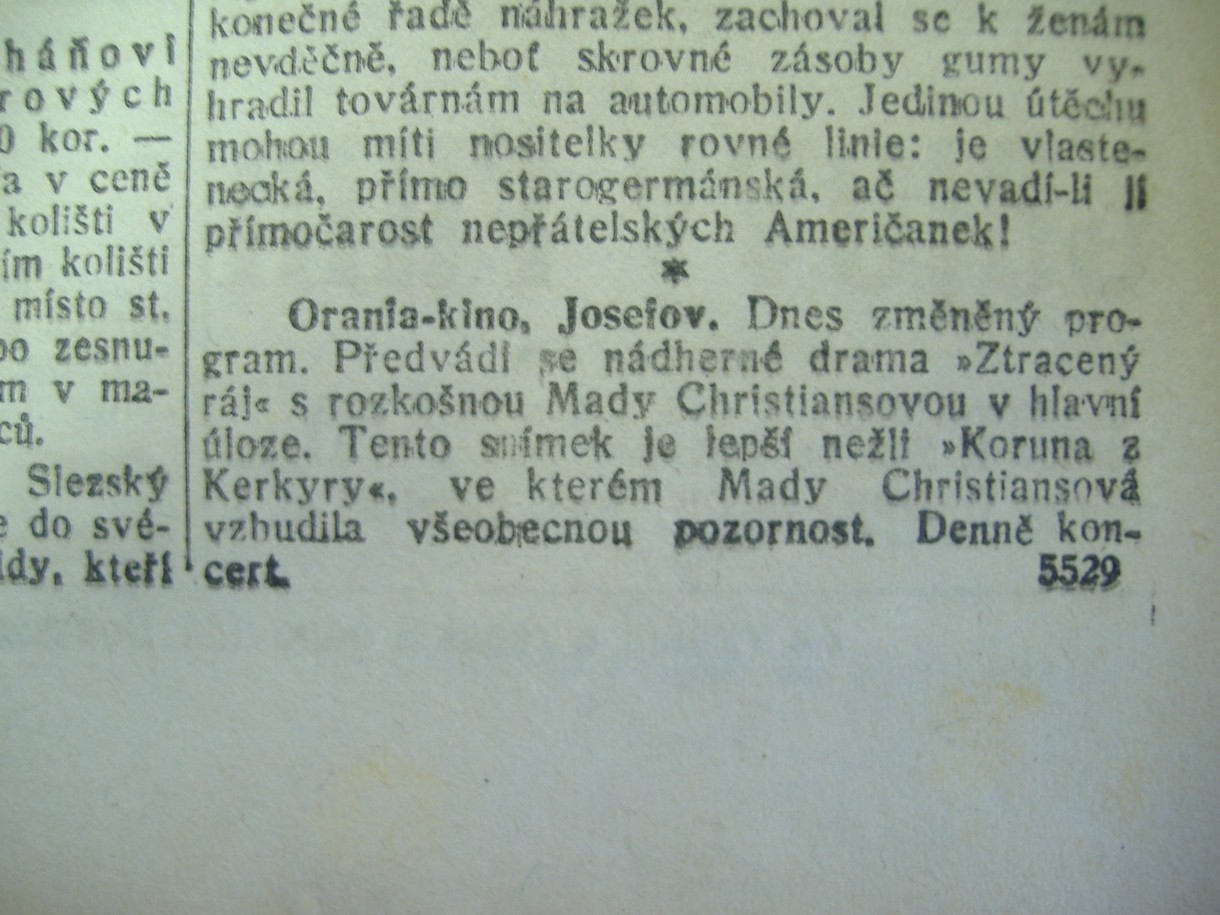 háňovi
rových
0 kor. —
a v ceně
kolišti v
ím kolišti
místo st.
po zesnu-
m v ma-
ců.
Slezský
e do své-
idy, kteří
konečné řadě náhražek, zachoval se k ženám
nevděčně, neboť skrovné zásoby gumy vy-
hradil továrnám na automobily. Jedinou útěchu
mohou míti nositelky rovné linie: je vlaste-
necká, přímo starogermánská, ač nevadí-li jí
přímočarost nepřátelských Američanek!
*
Orania-kino, Josefov. Dnes změněný pro-
gram. Předvádí se nádherné drama »Ztracený
ráj« s rozkošnou Mady Christiansovou v hlavní
úloze. Tento snímek je lepší nežli »Koruna z
Kerkyry«, ve kterém Mady Christiansová
vzbudila všeobecnou pozornost. Denně kon-
cert. 5529